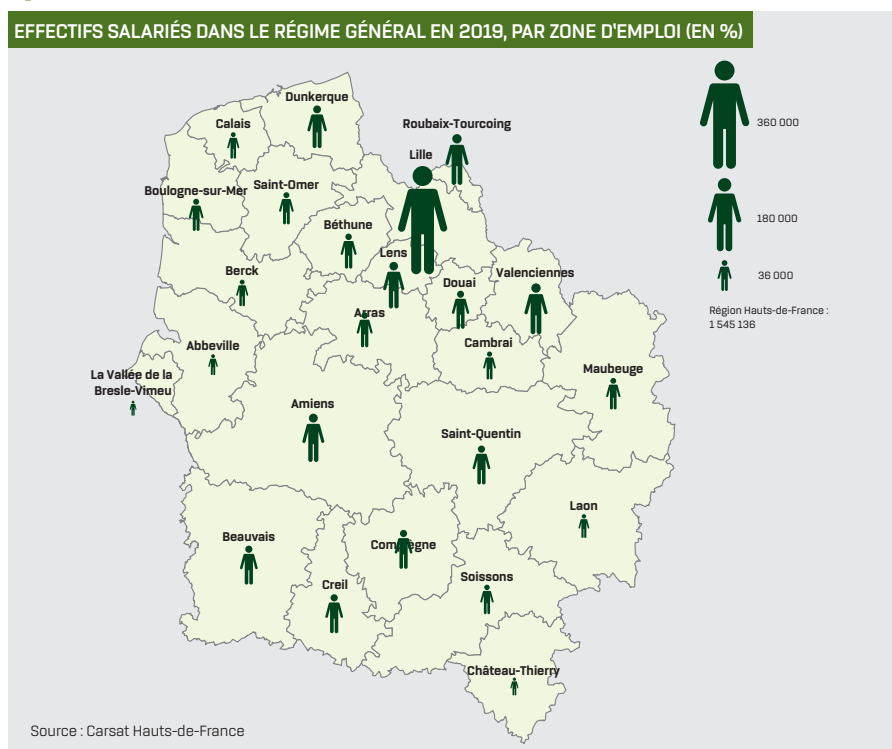 EFFECTIFS SALARIÉS DANS LE RÉGIME GÉNÉRAL EN 2019, PAR ZONE D'EMPLOI (EN %)
Dunkerque
Calais
Roubaix-Tourcoing
Lille
Boulogne-sur-Mer
Saint-Omer
Béthune
Lens
Berck
Douai
Valenciennes
Arras
Cambrai
Abbeville
Maubeuge
La Vallée de la
Bresle-Vimeu
Amiens
Saint-Quentin
Laon
Beauvais
Compiègne
Creil
Soissons
Château-Thierry
360 000
180 000
36 000
Région Hauts-de-France :
1 545 136
Source : Carsat Hauts-de-France